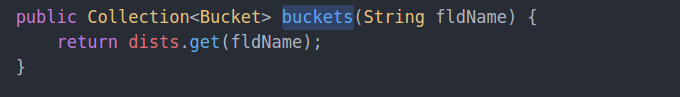 public Collection<Bucket> buckets(String fldName) {
    return dists.get(fldName);
}